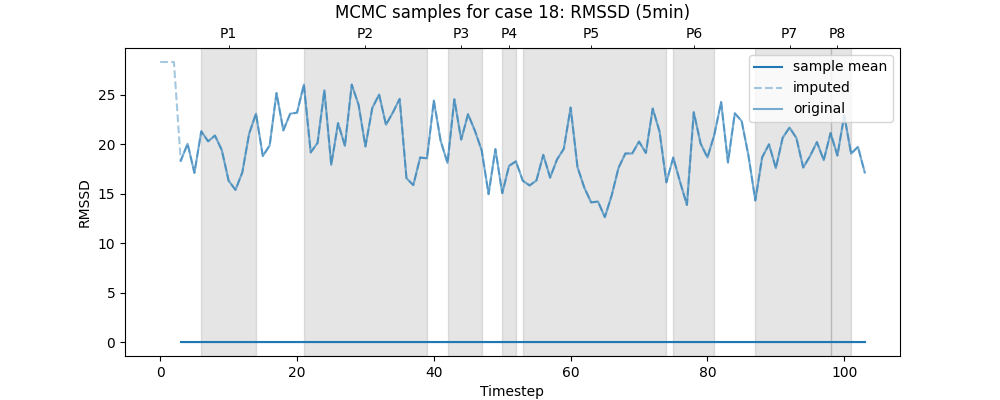 MCMC samples for case 18: RMSSD (5min)
P1 P2 P3 P4 P5 P6 P7 P8
sample mean
imputed
original
25
20
15
10
5
0
RMSSD
0 20 40 60 80 100
Timestep